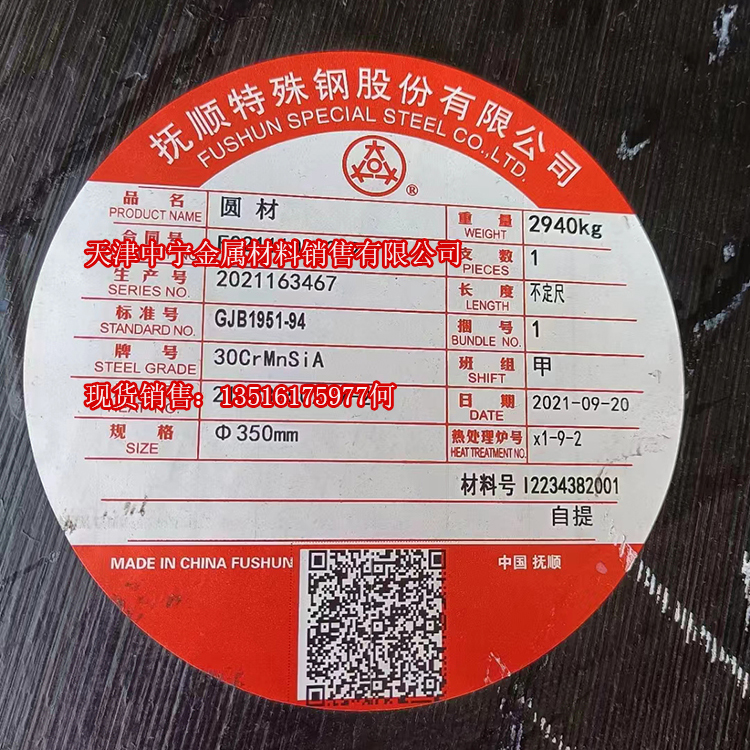 抚顺特殊钢股份有限公司
FUSHUN SPECIAL STEEL CO.,LTD.
®
品 名 圆材 重 量 2940kg
PRODUCT NAME WEIGHT
合同号 支 数 1
天津中宁金属材料销售有限公司
PIECES
生产号 2021163467 长 度 不定尺
SERIES NO. LENGTH
标准号 GJB1951-94 捆 号 1
STANDARD NO. BUNDLE NO.
牌 号 30CrMnSiA 班 组 甲
STEEL GRADE SHIFT
现货销售：13516175977何
日 期 2021-09-20
DATE
规 格 Φ350mm 热处理炉号 x1-9-2
SIZE HEAT TREATMENT NO.
材料号 12234382001
自提
MADE IN CHINA FUSHUN 中国 抚顺